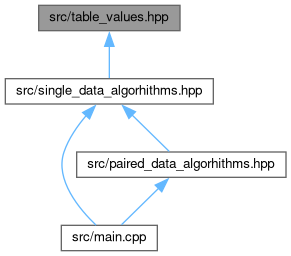 src/table_values.hpp
src/single_data_algorhithms.hpp
src/paired_data_algorhithms.hpp
src/main.cpp